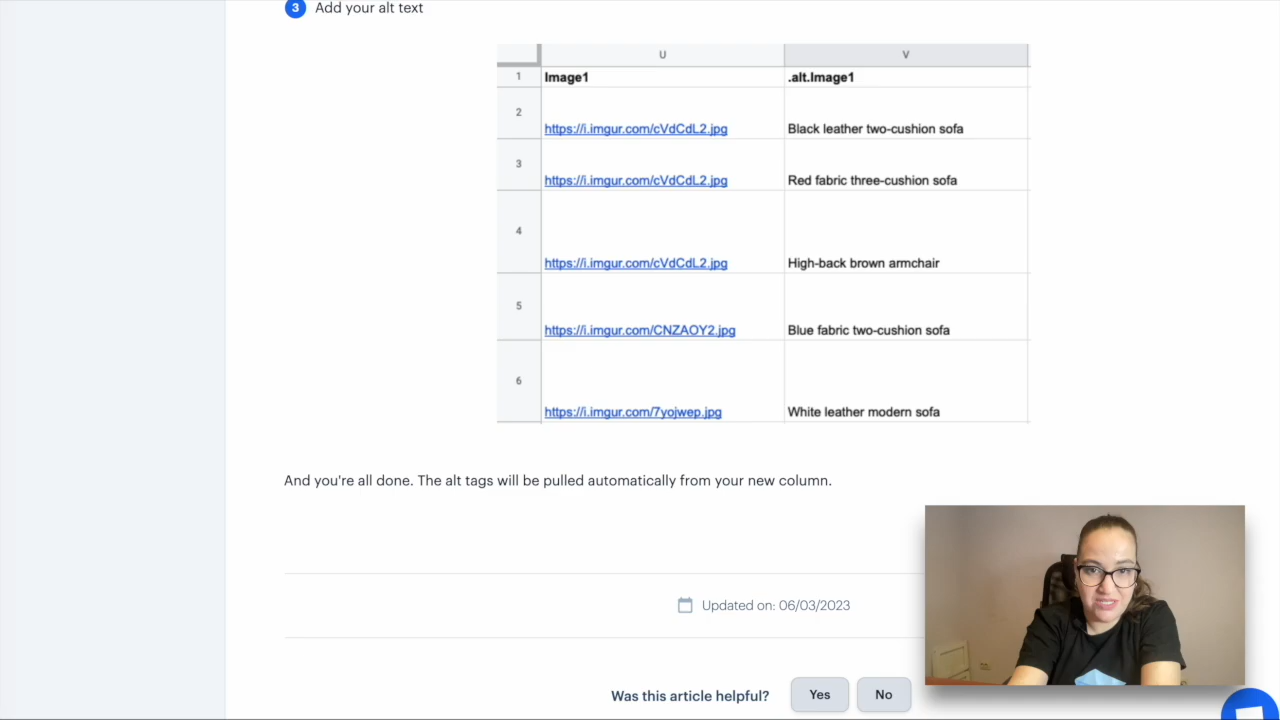 3 Add your alt text
U V
1 Image1 .alt.Image1
2 https://i.imgur.com/cVdCdL2.jpg Black leather two-cushion sofa
3 https://i.imgur.com/cVdCdL2.jpg Red fabric three-cushion sofa
4 https://i.imgur.com/cVdCdL2.jpg High-back brown armchair
5 https://i.imgur.com/CNZAOY2.jpg Blue fabric two-cushion sofa
6 https://i.imgur.com/7yojwep.jpg White leather modern sofa
And you're all done. The alt tags will be pulled automatically from your new column.
Updated on: 06/03/2023
Was this article helpful? Yes No